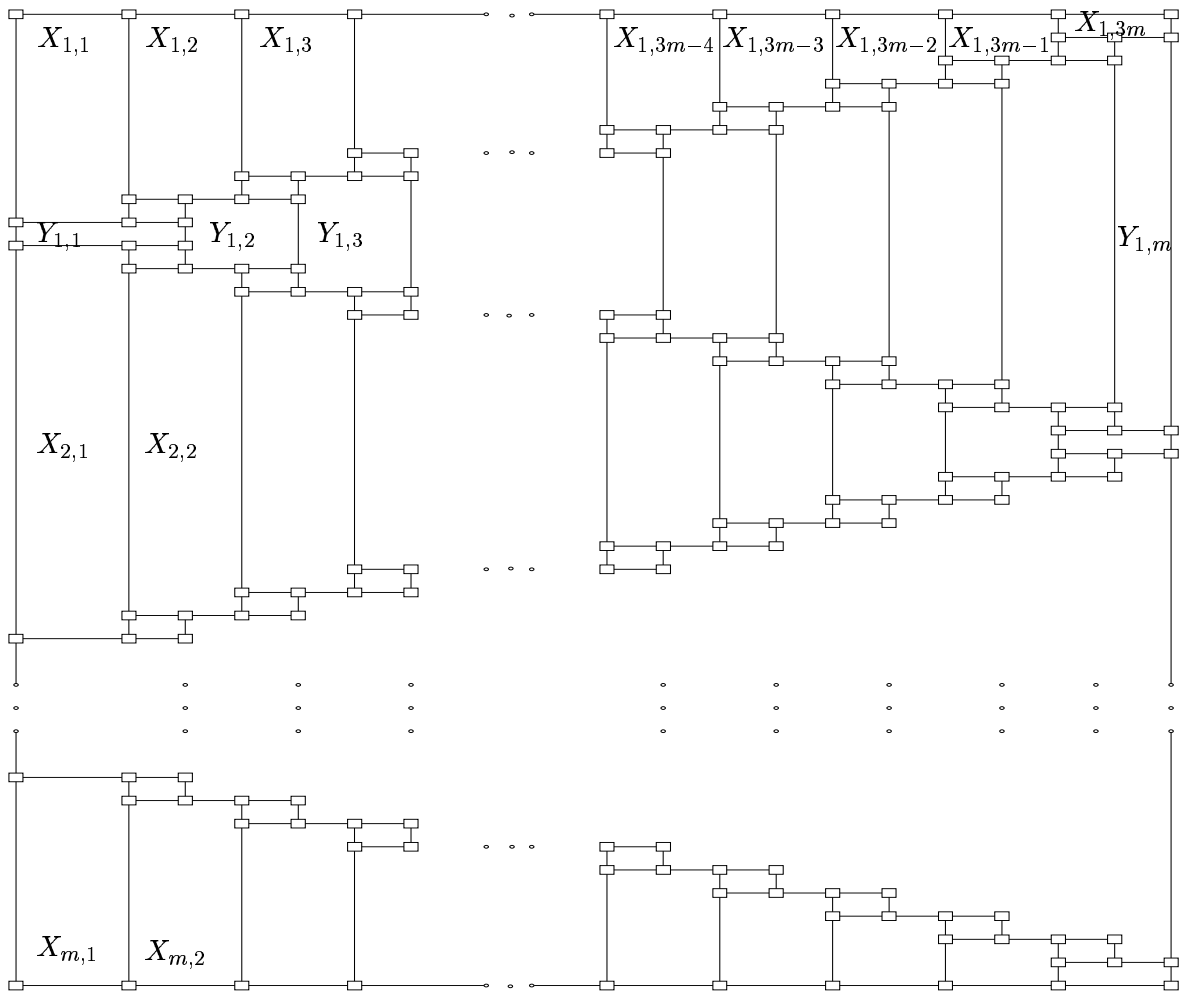 X_{1,1} X_{1,2} X_{1,3} X_{1,3m-4} X_{1,3m-3} X_{1,3m-2} X_{1,3m-1} X_{1,3m}
Y_{1,1} Y_{1,2} Y_{1,3} Y_{1,m}
X_{2,1} X_{2,2}
X_{m,1} X_{m,2}